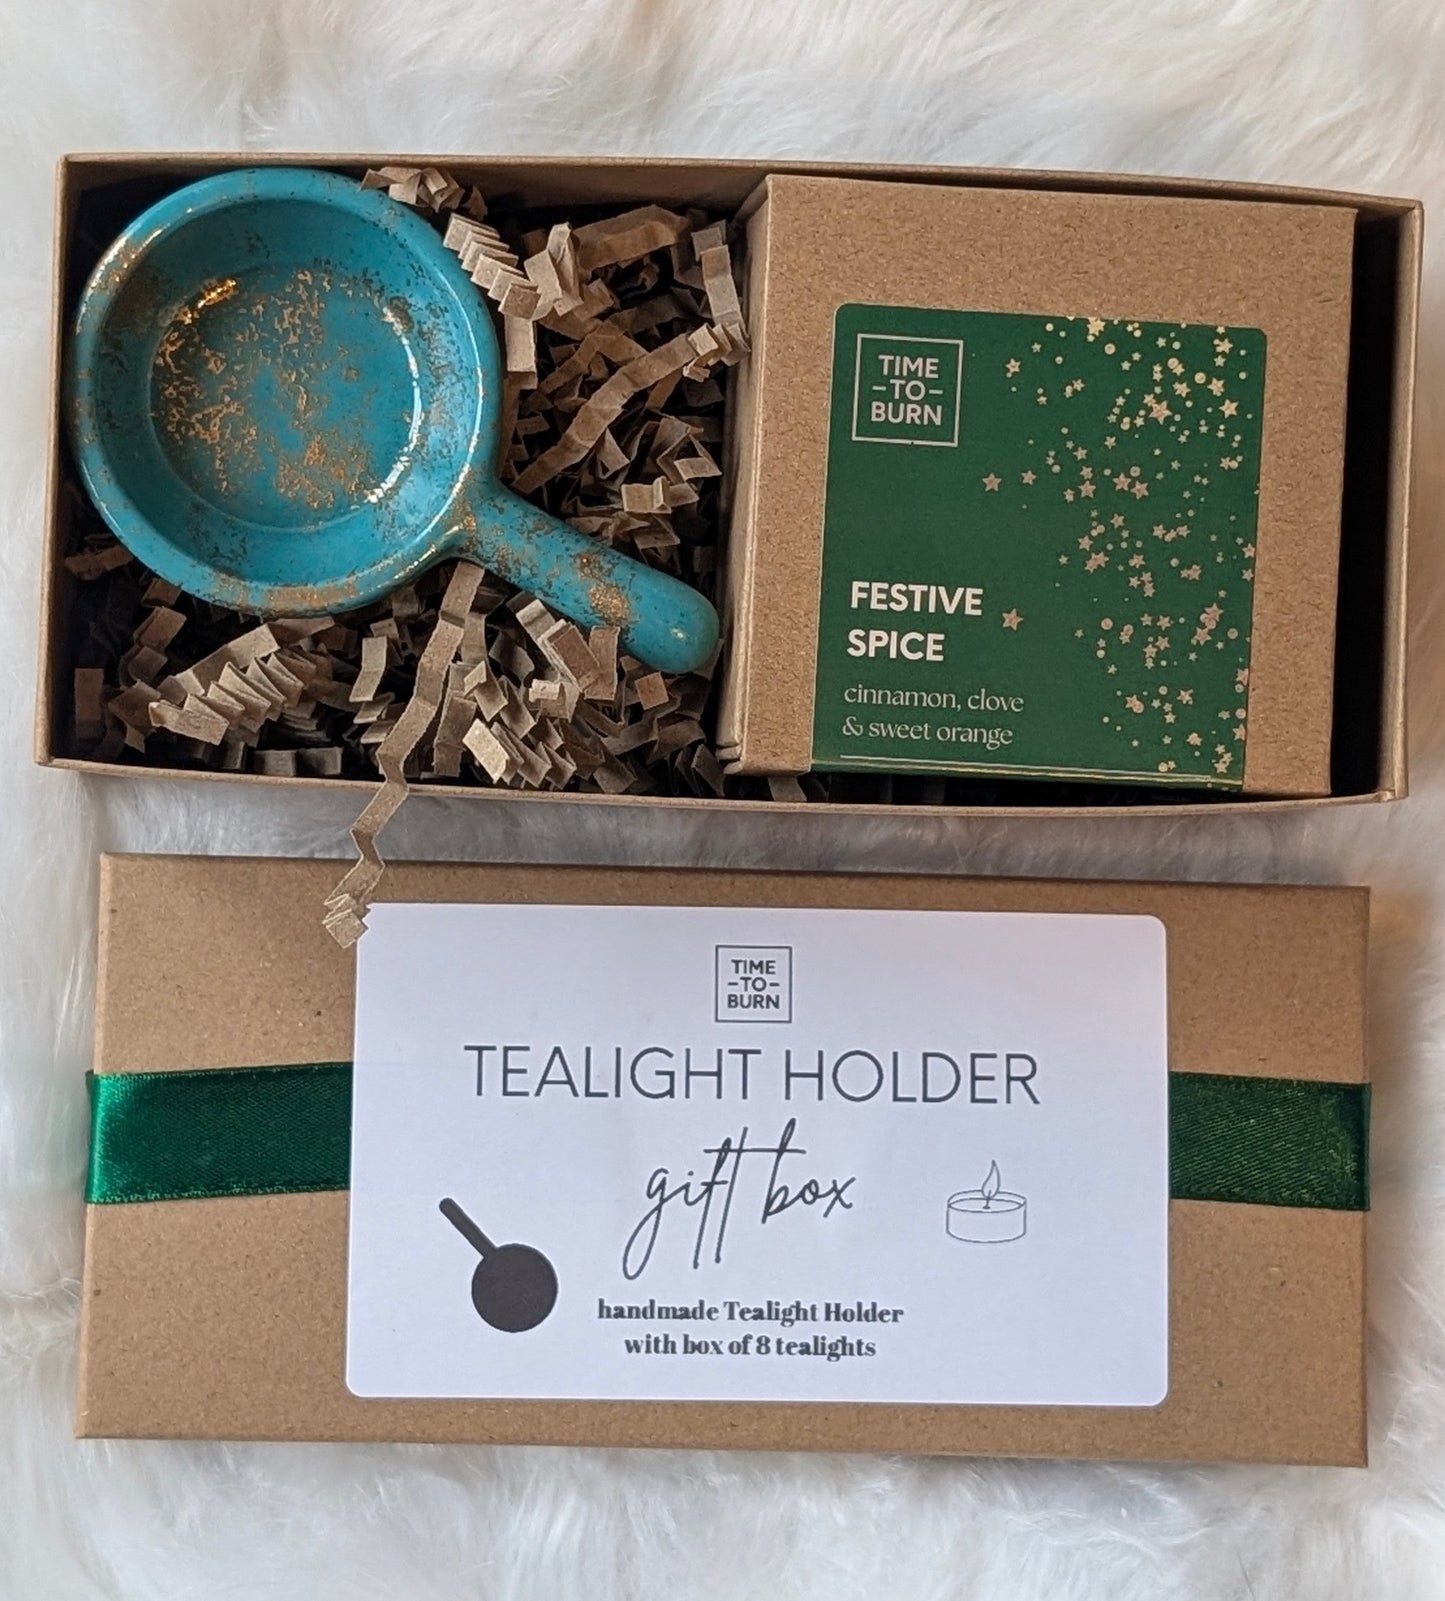 TIME
-TO-
BURN
FESTIVE
SPICE
cinnamon, clove
& sweet orange
TIME
-TO-
BURN
TEALIGHT HOLDER
gift box
handmade Tealight Holder
with box of 8 tealights